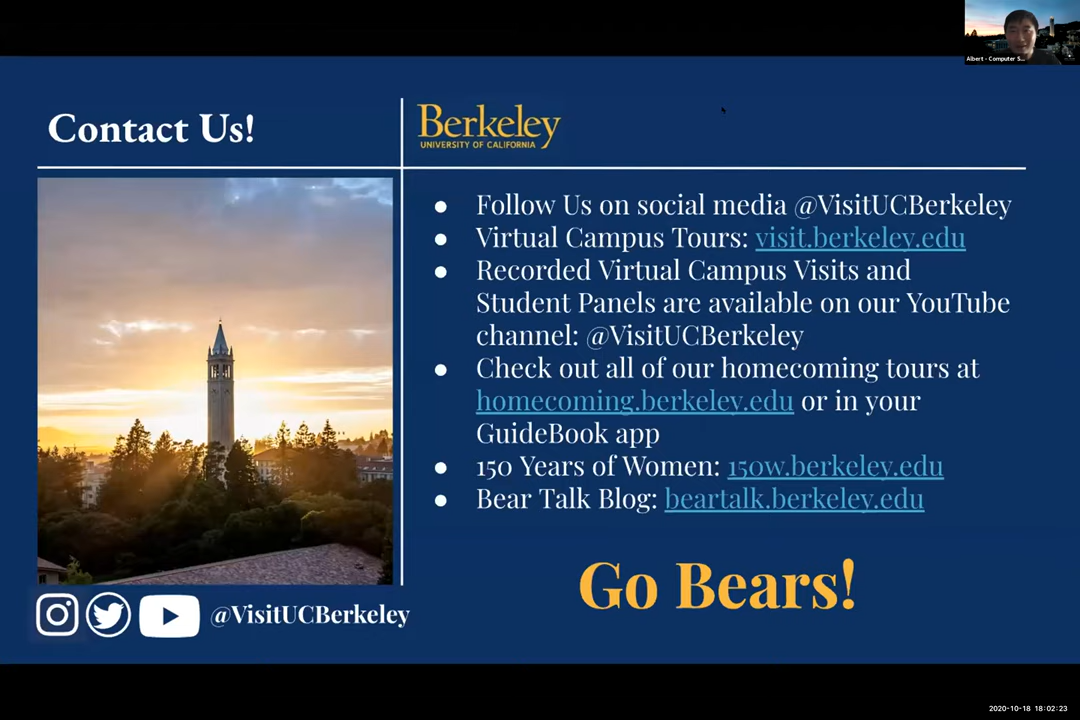 Albert - Computer S...
Contact Us!
Berkeley
UNIVERSITY OF CALIFORNIA
● Follow Us on social media @VisitUCBerkeley
● Virtual Campus Tours: visit.berkeley.edu
● Recorded Virtual Campus Visits and
Student Panels are available on our YouTube
channel: @VisitUCBerkeley
● Check out all of our homecoming tours at
homecoming.berkeley.edu or in your
GuideBook app
● 150 Years of Women: 150w.berkeley.edu
● Bear Talk Blog: beartalk.berkeley.edu
Go Bears!
@VisitUCBerkeley
2020-10-18 18:02:23